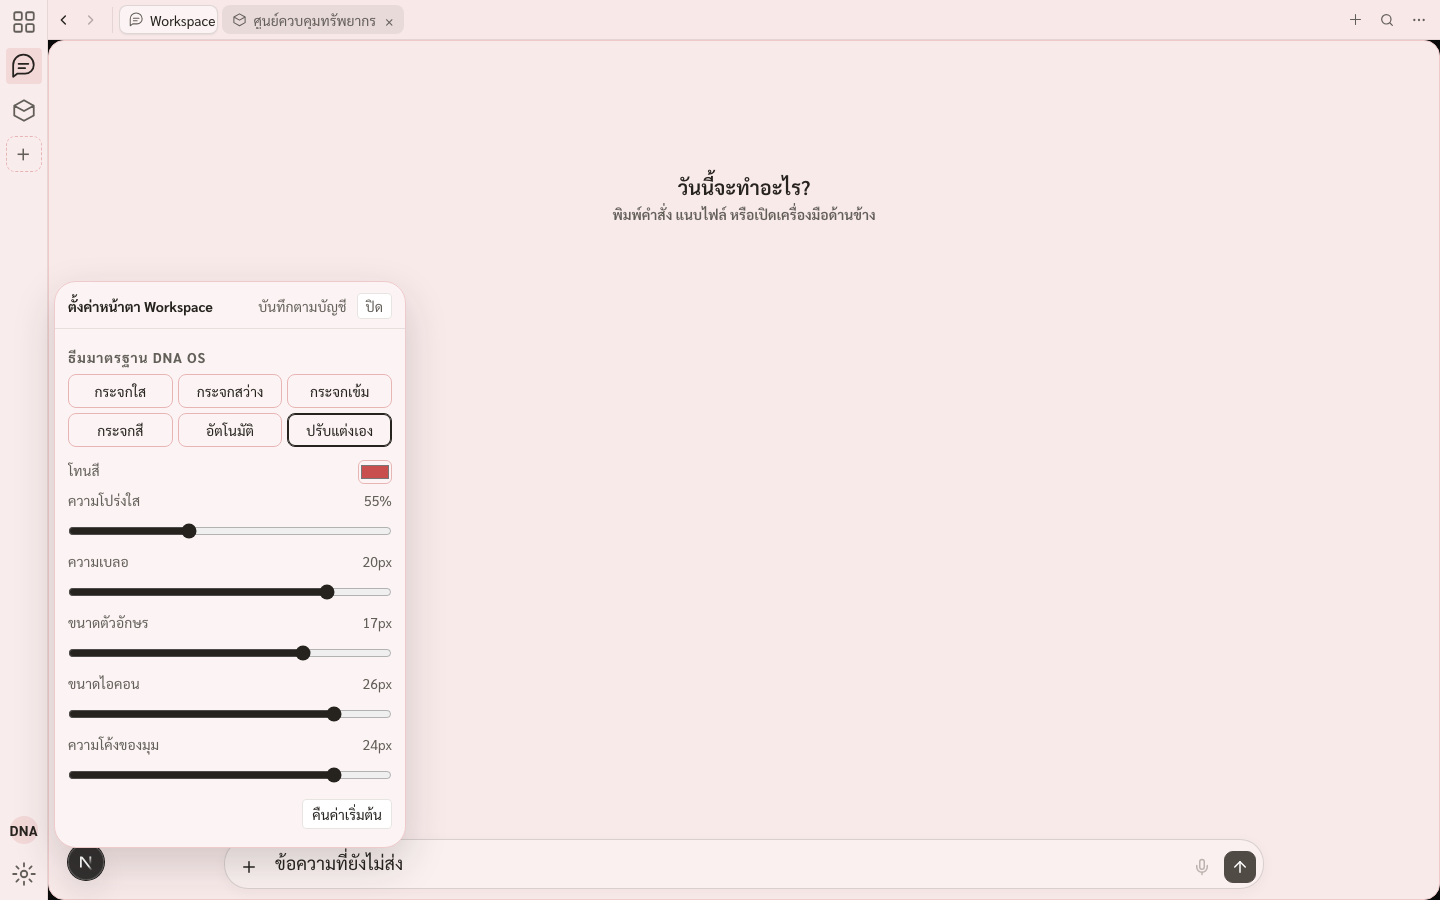 Workspace
ศูนย์ควบคุมทรัพยากร ×
วันนี้จะทำอะไร?
พิมพ์คำสั่ง แนบไฟล์ หรือเปิดเครื่องมือด้านข้าง
ตั้งค่าหน้าตา Workspace บันทึกตามบัญชี ปิด
ธีมมาตรฐาน DNA OS
กระจกใส กระจกสว่าง กระจกเข้ม
กระจกสี อัตโนมัติ ปรับแต่งเอง
โทนสี
ความโปร่งใส 55%
ความเบลอ 20px
ขนาดตัวอักษร 17px
ขนาดไอคอน 26px
ความโค้งของมุม 24px
คืนค่าเริ่มต้น
DNA
N
ข้อความที่ยังไม่ส่ง